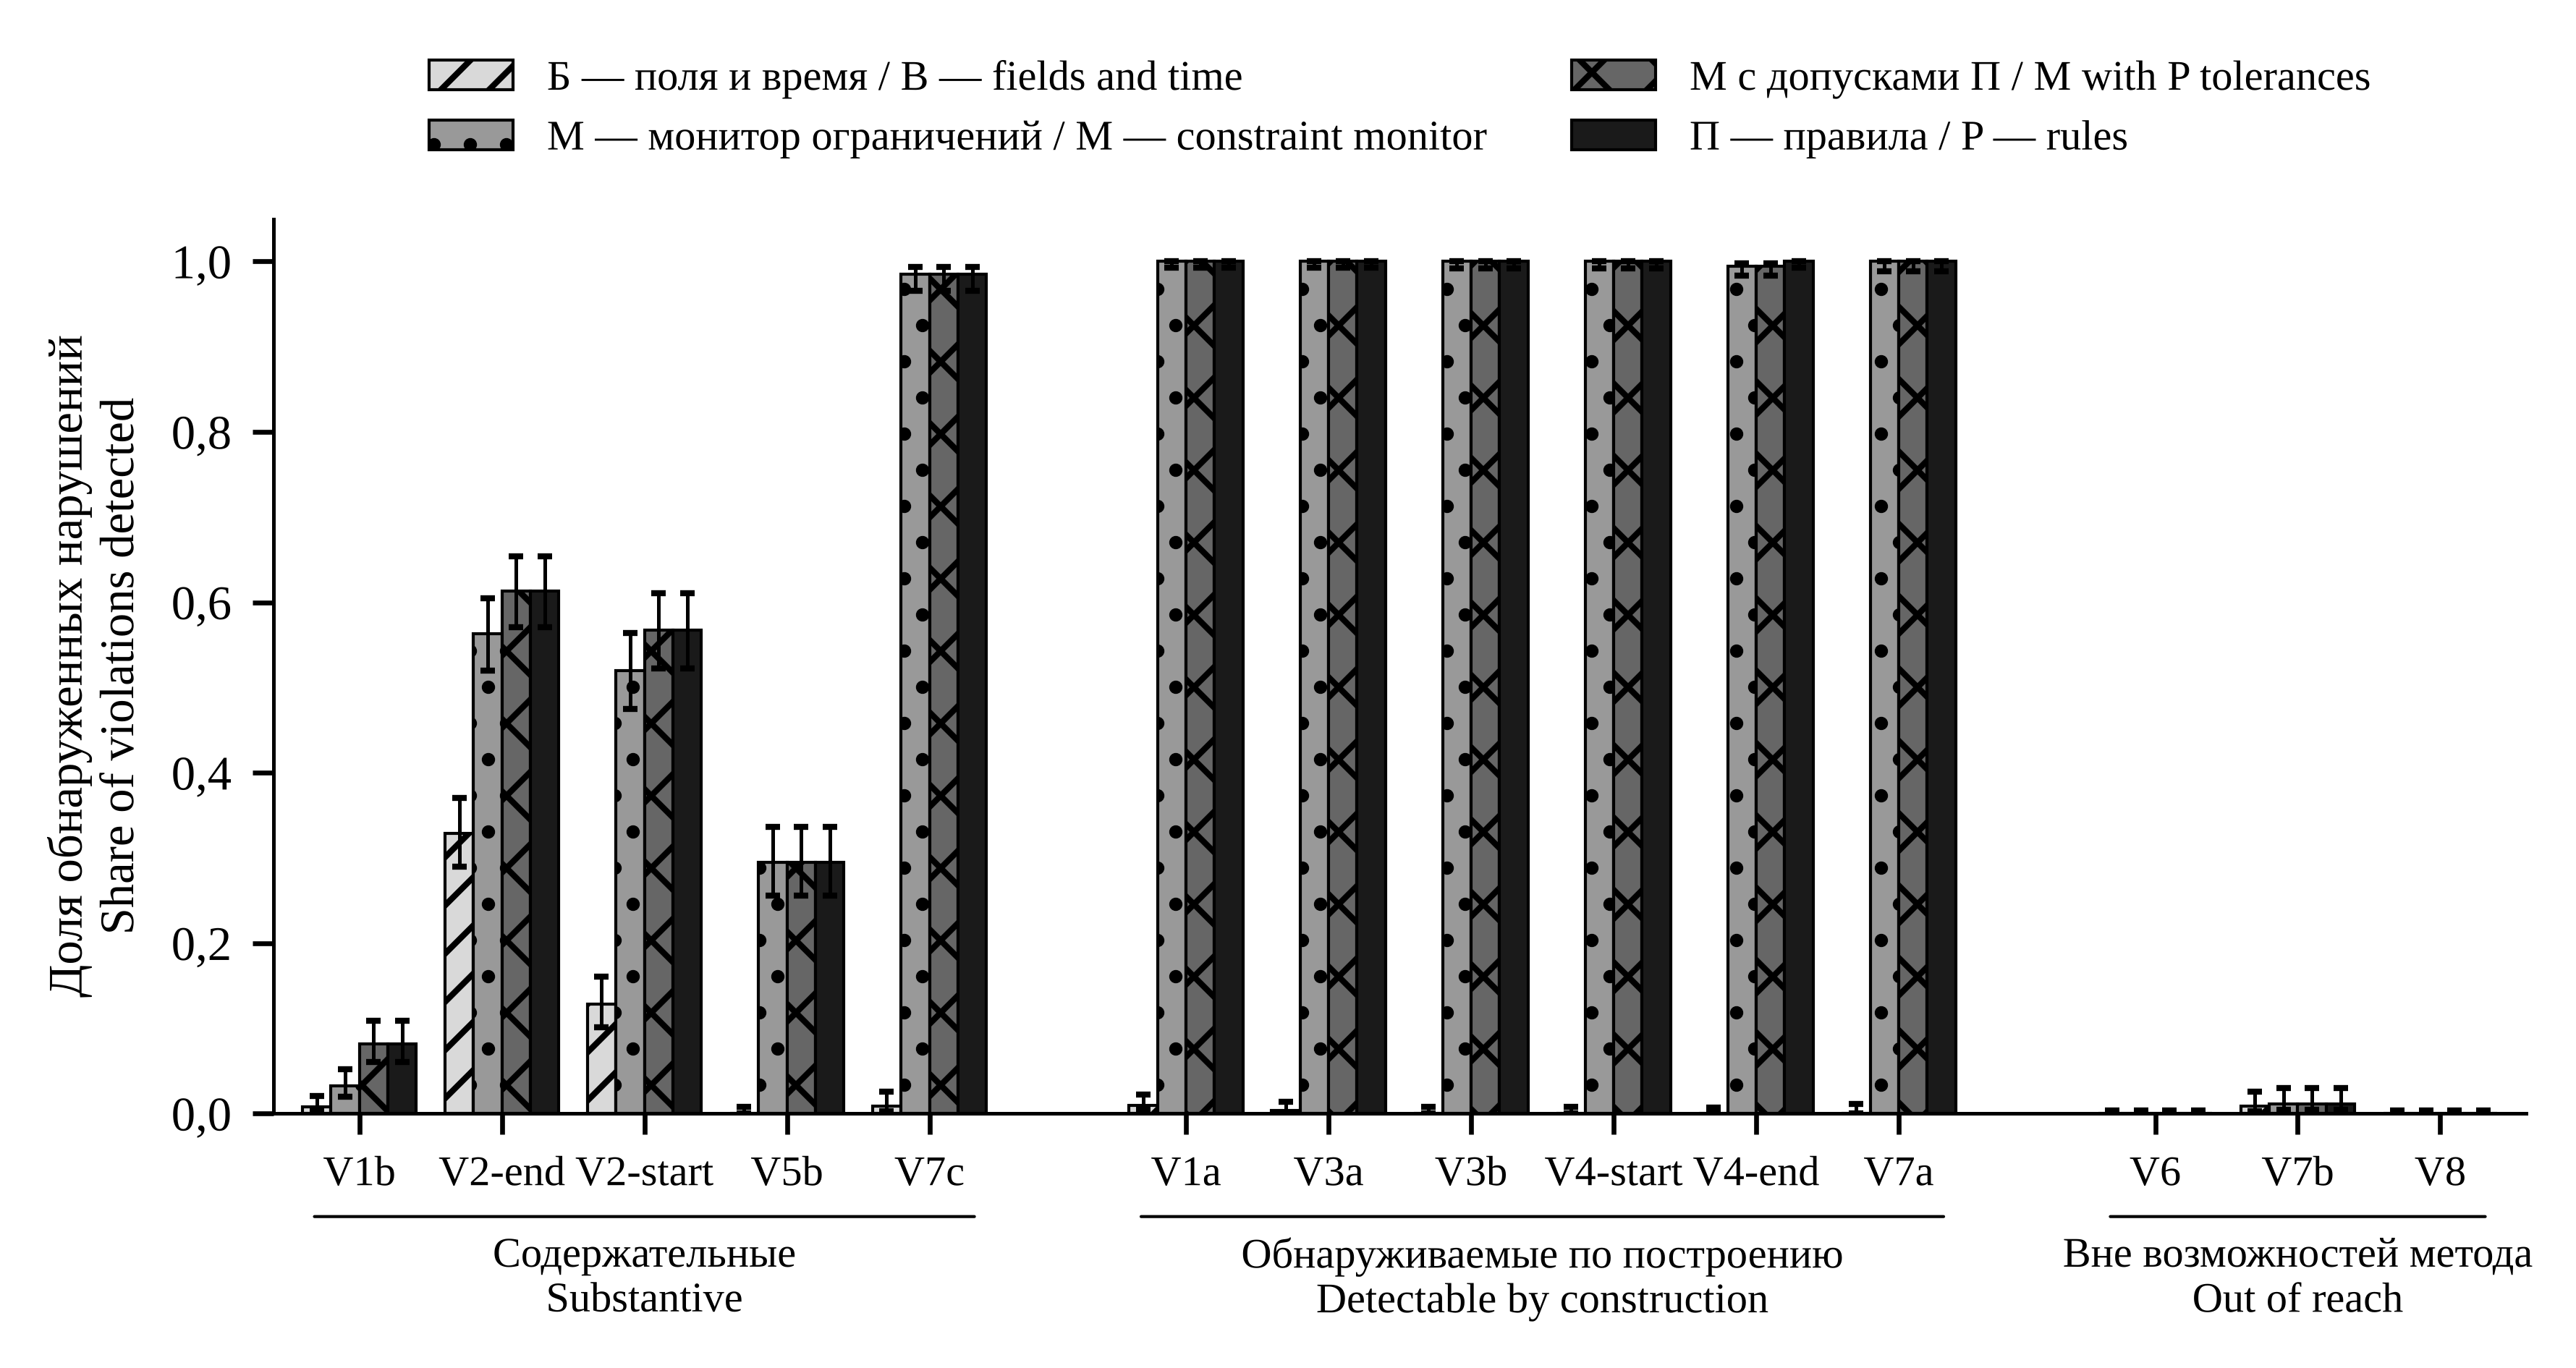 Б — поля и время / B — fields and time
М — монитор ограничений / M — constraint monitor
М с допусками П / M with P tolerances
П — правила / P — rules
Доля обнаруженных нарушений
Share of violations detected
1,0
0,8
0,6
0,4
0,2
0,0
V1b V2-end V2-start V5b V7c V1a V3a V3b V4-start V4-end V7a V6 V7b V8
Содержательные
Substantive
Обнаруживаемые по построению
Detectable by construction
Вне возможностей метода
Out of reach